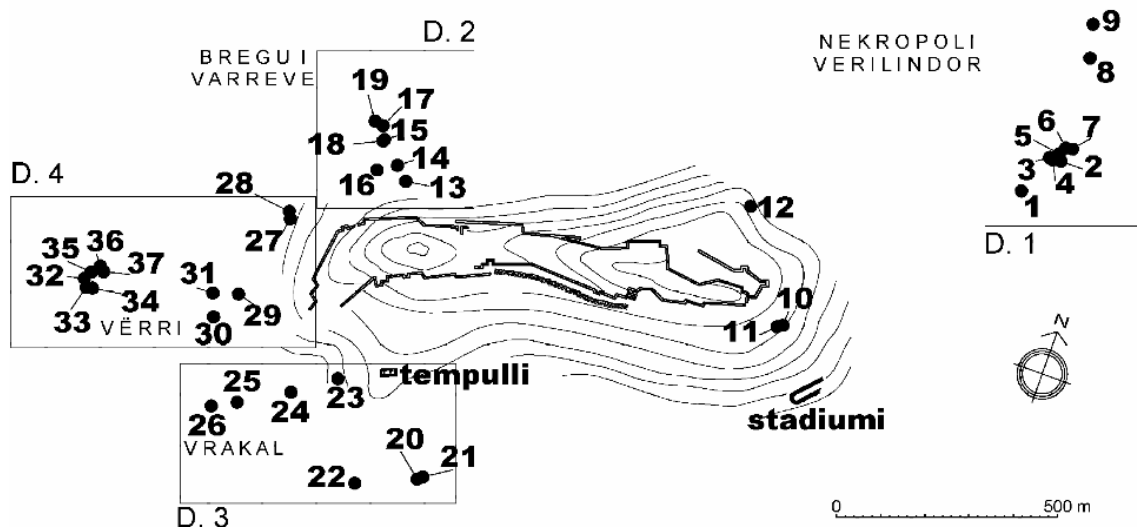 D. 2
BREGU I
VARREVE
NEKROPOLI
VERILINDOR
9
8
19
17
15
18
14
16
13
6
5
7
3
4
2
1
D. 1
D. 4
28
27
12
36
35
37
32
31
34
33
29
30
VËRRI
10
11
N
tempulli
23
25
24
26
VRAKAL
stadiumi
20
21
22
D. 3
0 500 m